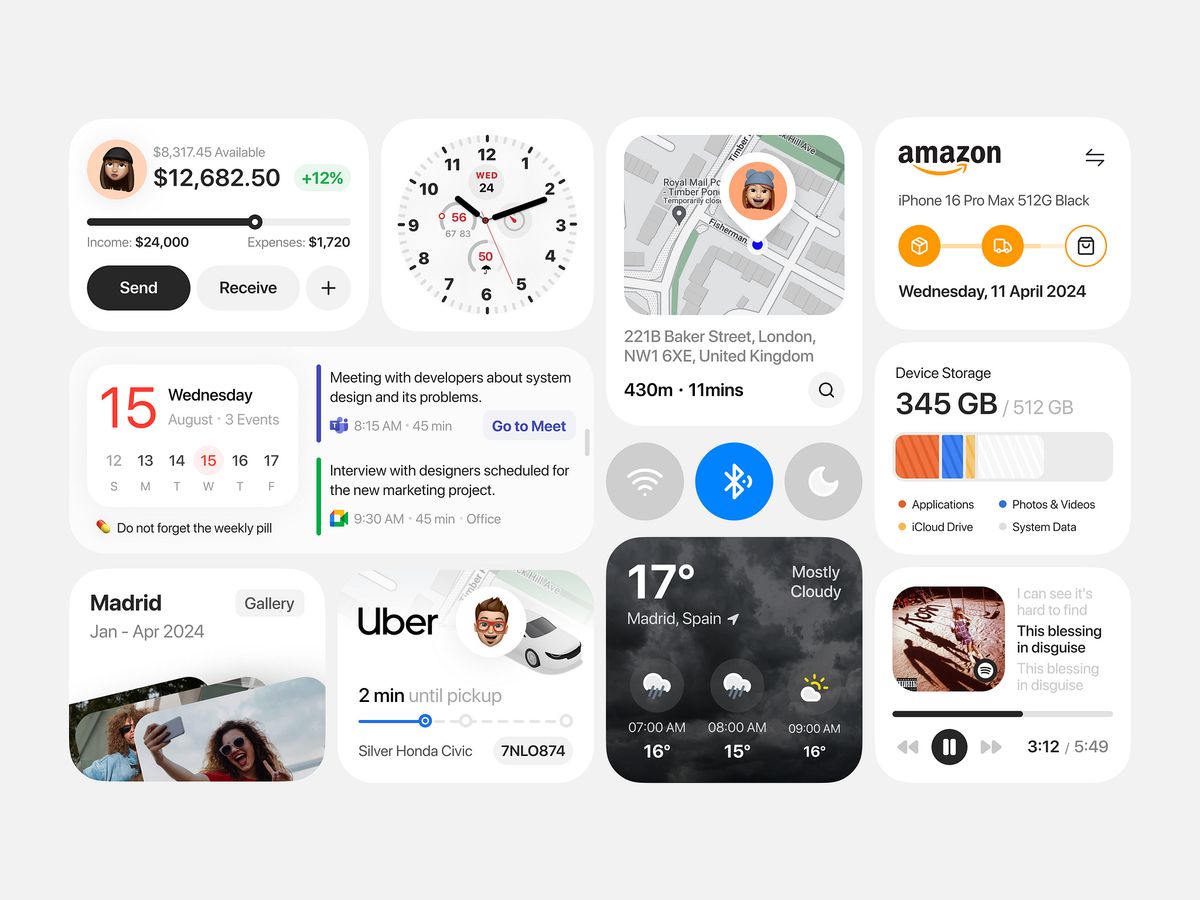 $8,317.45 Available
$12,682.50
+12%
Income: $24,000
Expenses: $1,720
Send
Receive
12
1
2
3
4
5
6
7
8
9
10
11
WED
24
56
67 83
50
Timber
Hill Ave
Royal Mail Po
- Timber Pon
Temporarily close
Fisherman
221B Baker Street, London,
NW1 6XE, United Kingdom
430m · 11mins
amazon
iPhone 16 Pro Max 512G Black
Wednesday, 11 April 2024
15
Wednesday
August · 3 Events
12 13 14 15 16 17
S M T W T F
Do not forget the weekly pill
Meeting with developers about system
design and its problems.
8:15 AM · 45 min
Go to Meet
Interview with designers scheduled for
the new marketing project.
9:30 AM · 45 min · Office
Device Storage
345 GB / 512 GB
Applications
Photos & Videos
iCloud Drive
System Data
Madrid
Jan - Apr 2024
Gallery
Timber
Hill Ave
Uber
2 min until pickup
Silver Honda Civic
7NLO874
17°
Mostly
Cloudy
Madrid, Spain
07:00 AM
08:00 AM
09:00 AM
16°
15°
16°
KoRn
I can see it's
hard to find
This blessing
in disguise
This blessing
in disguise
3:12 / 5:49